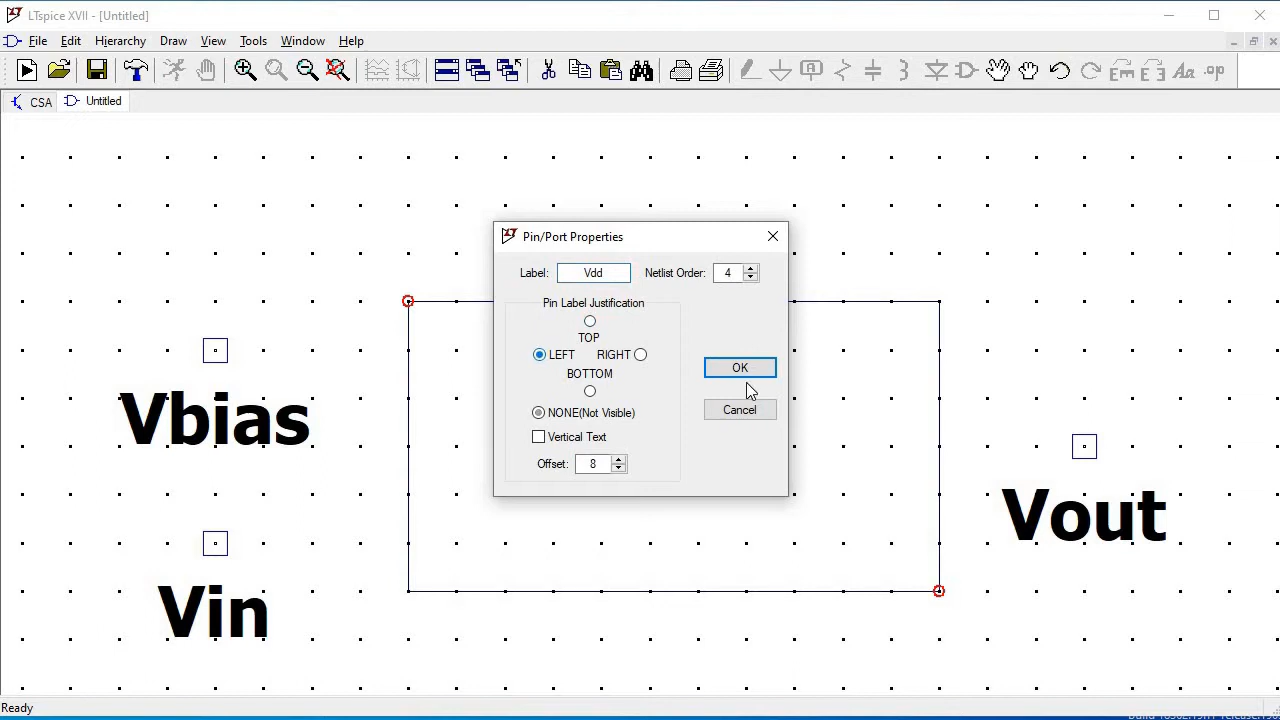 LTspice XVII - [Untitled]
File Edit Hierarchy Draw View Tools Window Help
CSA Untitled
Pin/Port Properties
Label: Vdd Netlist Order: 4
Pin Label Justification
TOP
LEFT RIGHT
BOTTOM
NONE(Not Visible)
Vertical Text
Offset: 8
OK
Cancel
Vbias
Vin
Vout
Ready